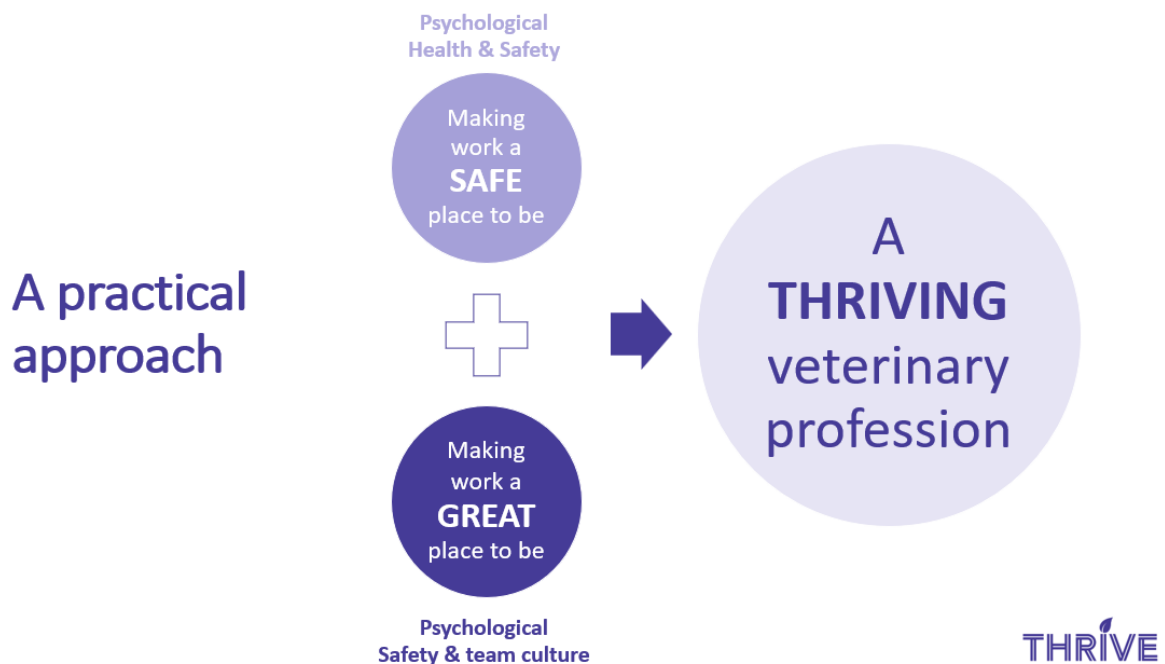 A practical
approach
Psychological
Health & Safety
Making
work a
SAFE
place to be
Making
work a
GREAT
place to be
Psychological
Safety & team culture
A
THRIVING
veterinary
profession
THRIVE